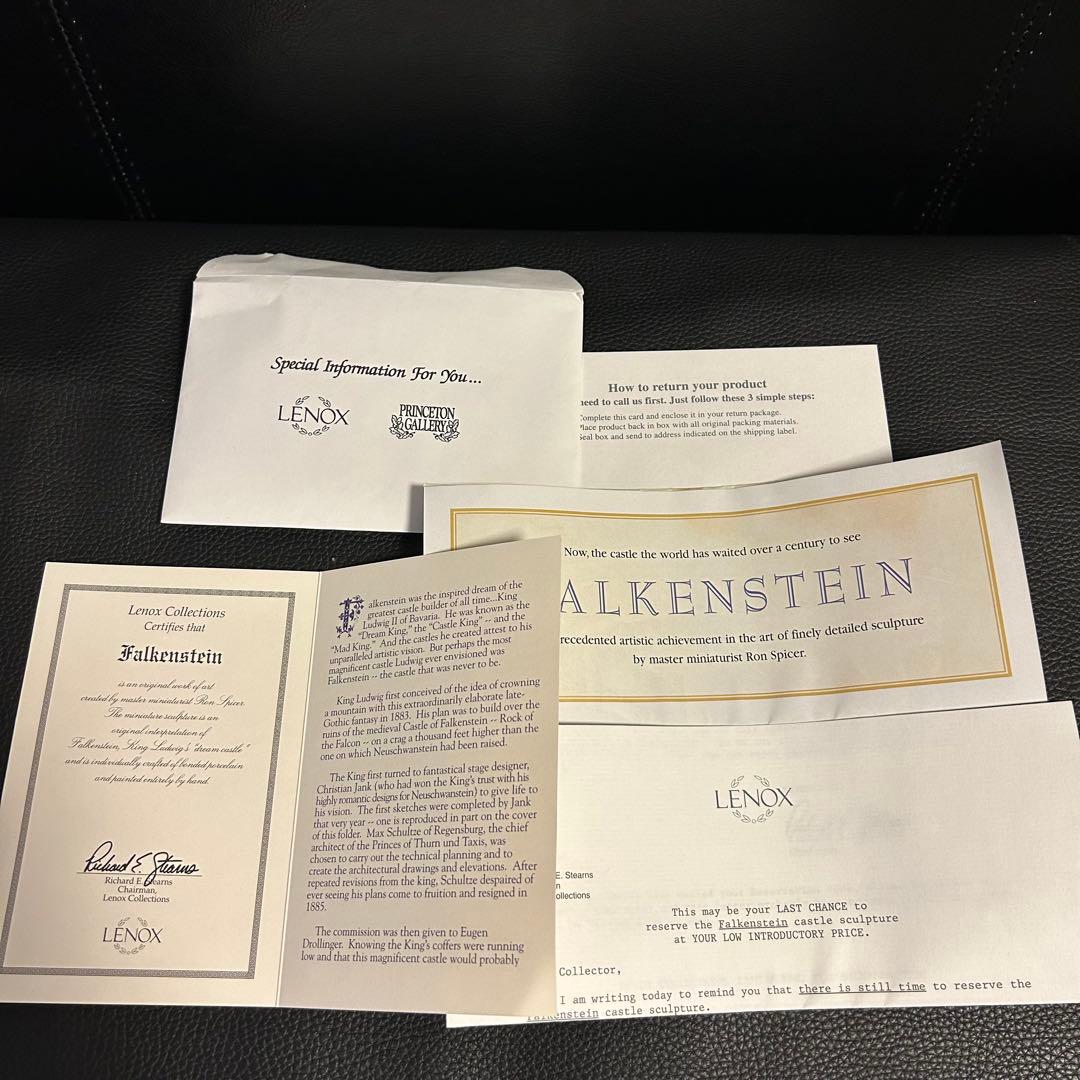 Special Information For You...
LENOX
PRINCETON
GALLERY
How to return your product
need to call us first. Just follow these 3 simple steps:
Complete this card and enclose it in your return package.
Place product back in box with all original packing materials.
Seal box and send to address indicated on the shipping label.
Now, the castle the world has waited over a century to see
ALKENSTEIN
recedented artistic achievement in the art of finely detailed sculpture
by master miniaturist Ron Spicer.
Lenox Collections
Certifies that
Falkenstein
is an original work of art
created by master miniaturist Ron Spicer.
The miniature sculpture is an
original interpretation of
Falkenstein, King Ludwig's "dream castle"
and is individually crafted of bonded porcelain
and painted entirely by hand.
Richard E. Stearns
Richard E. Stearns
Chairman,
Lenox Collections
LENOX
Falkenstein was the inspired dream of the
greatest castle builder of all time...King
Ludwig II of Bavaria. He was known as the
"Dream King," the "Castle King" -- and the
"Mad King." And the castles he created attest to his
unparalleled artistic vision. But perhaps the most
magnificent castle Ludwig ever envisioned was
Falkenstein -- the castle that was never to be.
King Ludwig first conceived of the idea of crowning
a mountain with this extraordinarily elaborate late-
Gothic fantasy in 1883. His plan was to build over the
ruins of the medieval Castle of Falkenstein -- Rock of
the Falcon -- on a crag a thousand feet higher than the
one on which Neuschwanstein had been raised.
The King first turned to fantastical stage designer,
Christian Jank (who had won the King's trust with his
highly romantic designs for Neuschwanstein) to give life to
his vision. The first sketches were completed by Jank
that very year -- one is reproduced in part on the cover
of this folder. Max Schultze of Regensburg, the chief
architect of the Princes of Thurn und Taxis, was
chosen to carry out the technical planning and to
create the architectural drawings and elevations. After
repeated revisions from the king, Schultze despaired of
ever seeing his plans come to fruition and resigned in
1885.
The commission was then given to Eugen
Drollinger. Knowing the King's coffers were running
low and that this magnificent castle would probably
LENOX
E. Stearns
n
ollections
This may be your LAST CHANCE to
reserve the Falkenstein castle sculpture
at YOUR LOW INTRODUCTORY PRICE.
Collector,
I am writing today to remind you that there is still time to reserve the
Falkenstein castle sculpture.